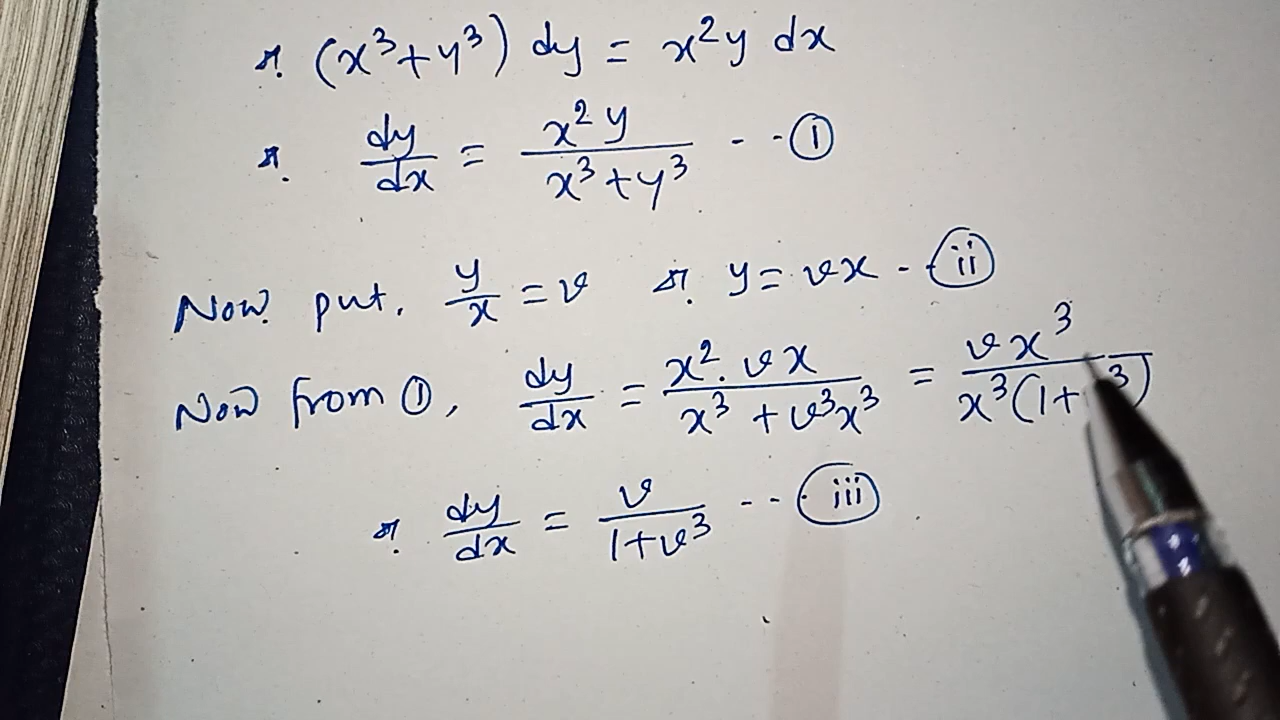 (x³+y³) dy = x²y dx
dy/dx = x²y/(x³+y³) - - ①
Now put, y/x = v  y = vx - - (ii)
Now from ①, dy/dx = x². vx/(x³ + v³x³) = vx³/(x³(1+ ³)
dy/dx = v/(1+v³) - - - (iii)